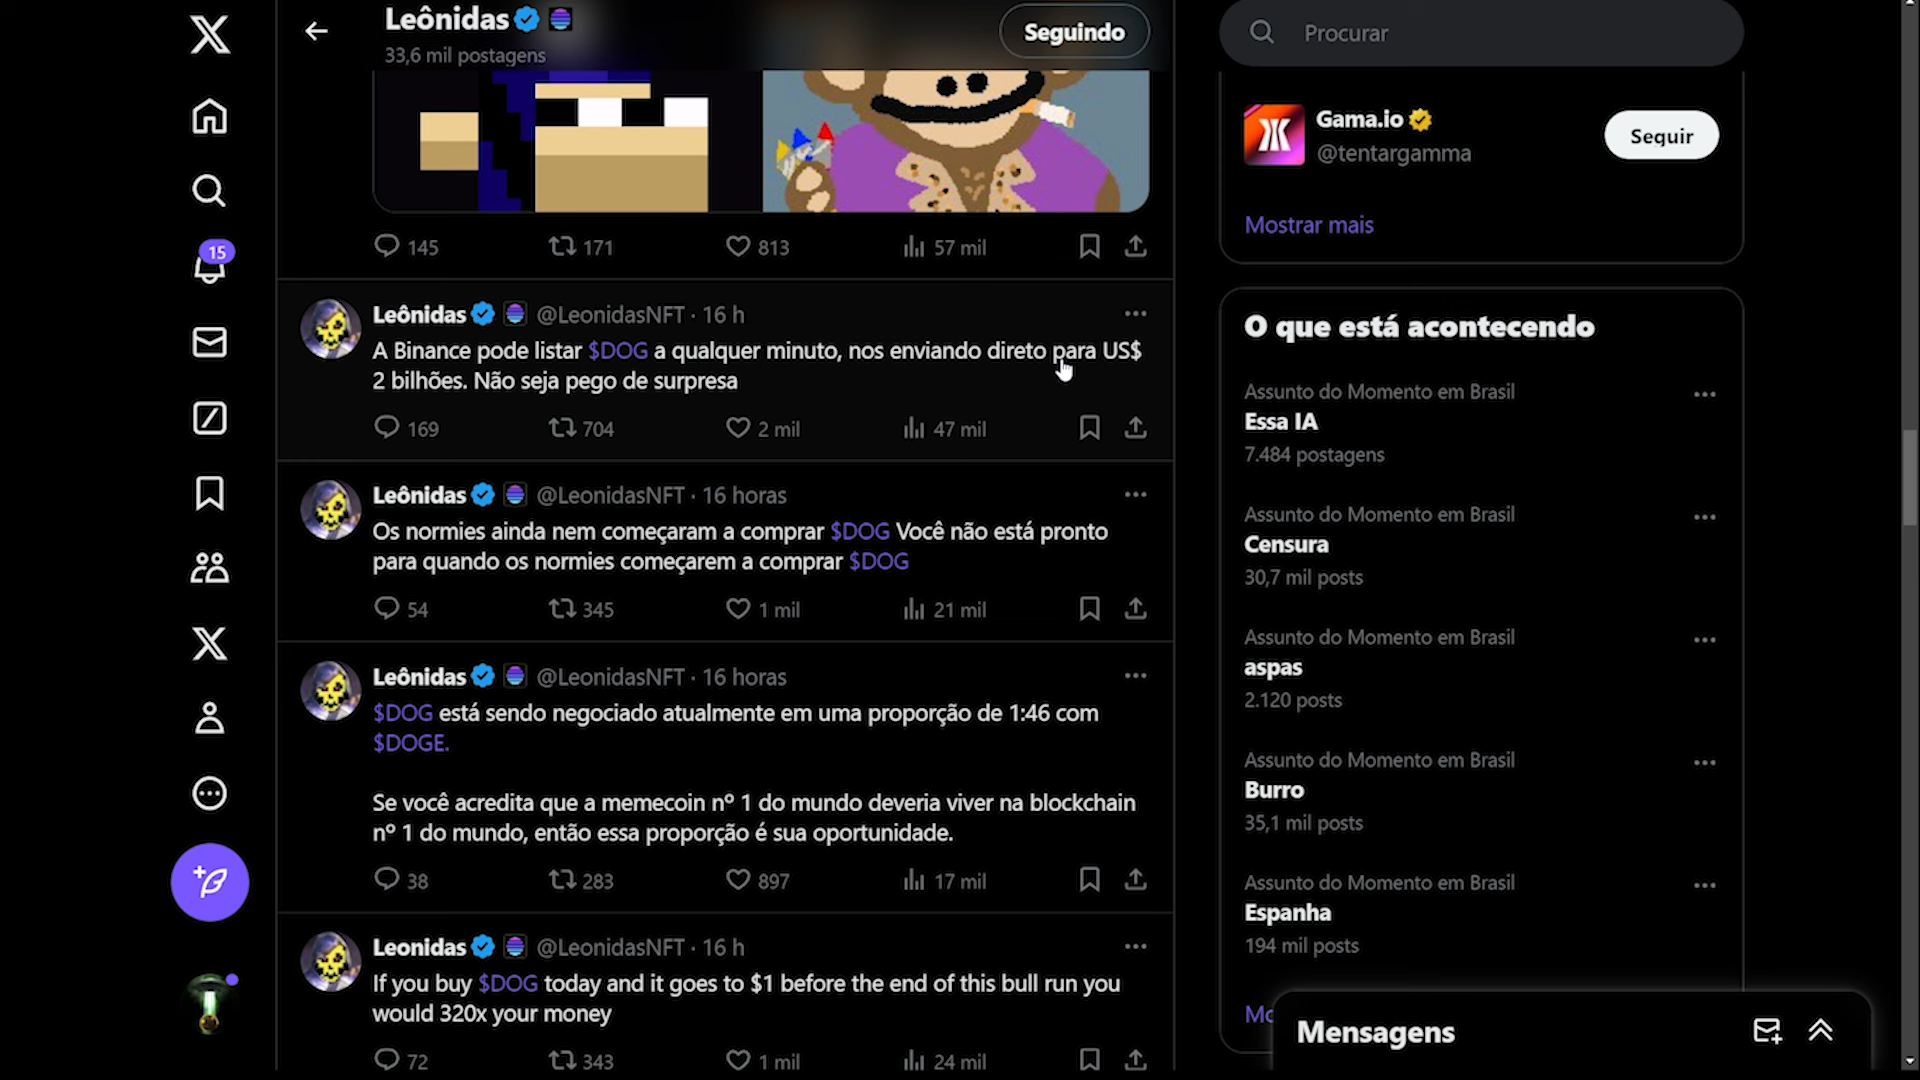 Leônidas
33,6 mil postagens
Seguindo
145 171 813 57 mil
Leônidas @LeonidasNFT · 16 h
A Binance pode listar $DOG a qualquer minuto, nos enviando direto para US$
2 bilhões. Não seja pego de surpresa
169 704 2 mil 47 mil
Leônidas @LeonidasNFT · 16 horas
Os normies ainda nem começaram a comprar $DOG Você não está pronto
para quando os normies começarem a comprar $DOG
54 345 1 mil 21 mil
Leônidas @LeonidasNFT · 16 horas
$DOG está sendo negociado atualmente em uma proporção de 1:46 com
$DOGE.
Se você acredita que a memecoin nº 1 do mundo deveria viver na blockchain
nº 1 do mundo, então essa proporção é sua oportunidade.
38 283 897 17 mil
Leonidas @LeonidasNFT · 16 h
If you buy $DOG today and it goes to $1 before the end of this bull run you
would 320x your money
72 343 1 mil 24 mil
15
Procurar
Gama.io
@tentargamma
Seguir
Mostrar mais
O que está acontecendo
Assunto do Momento em Brasil
Essa IA
7.484 postagens
Assunto do Momento em Brasil
Censura
30,7 mil posts
Assunto do Momento em Brasil
aspas
2.120 posts
Assunto do Momento em Brasil
Burro
35,1 mil posts
Assunto do Momento em Brasil
Espanha
194 mil posts
Mensagens